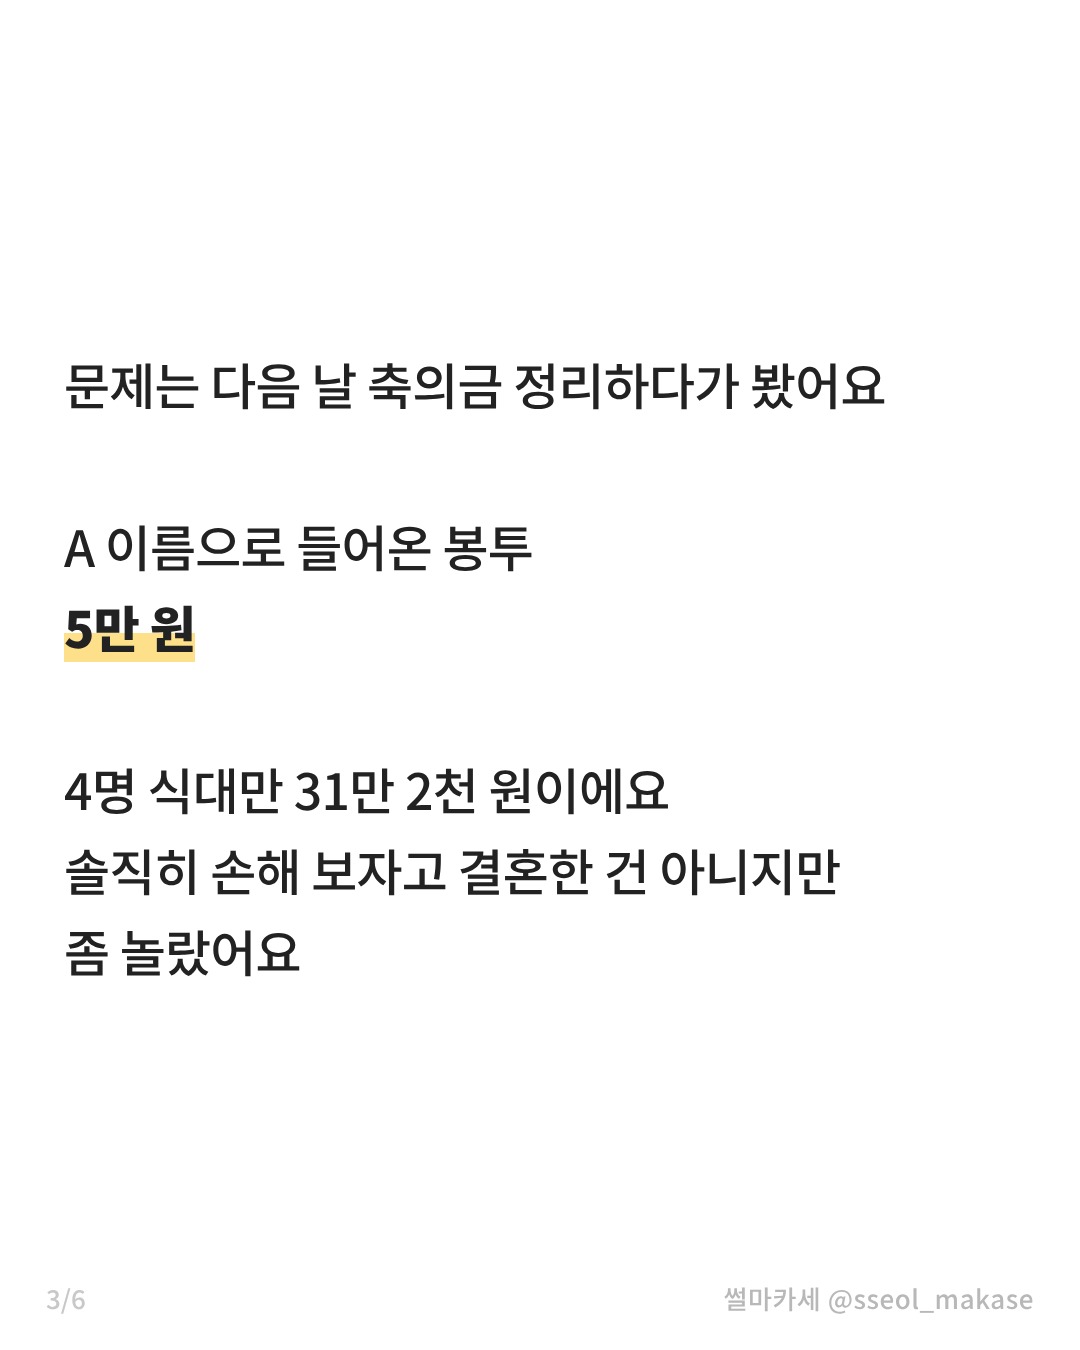 문제는 다음 날 축의금 정리하다가 봤어요
A 이름으로 들어온 봉투
5만 원
4명 식대만 31만 2천 원이에요
솔직히 손해 보자고 결혼한 건 아니지만
좀 놀랐어요
3/6
썰마카세 @sseol_makase